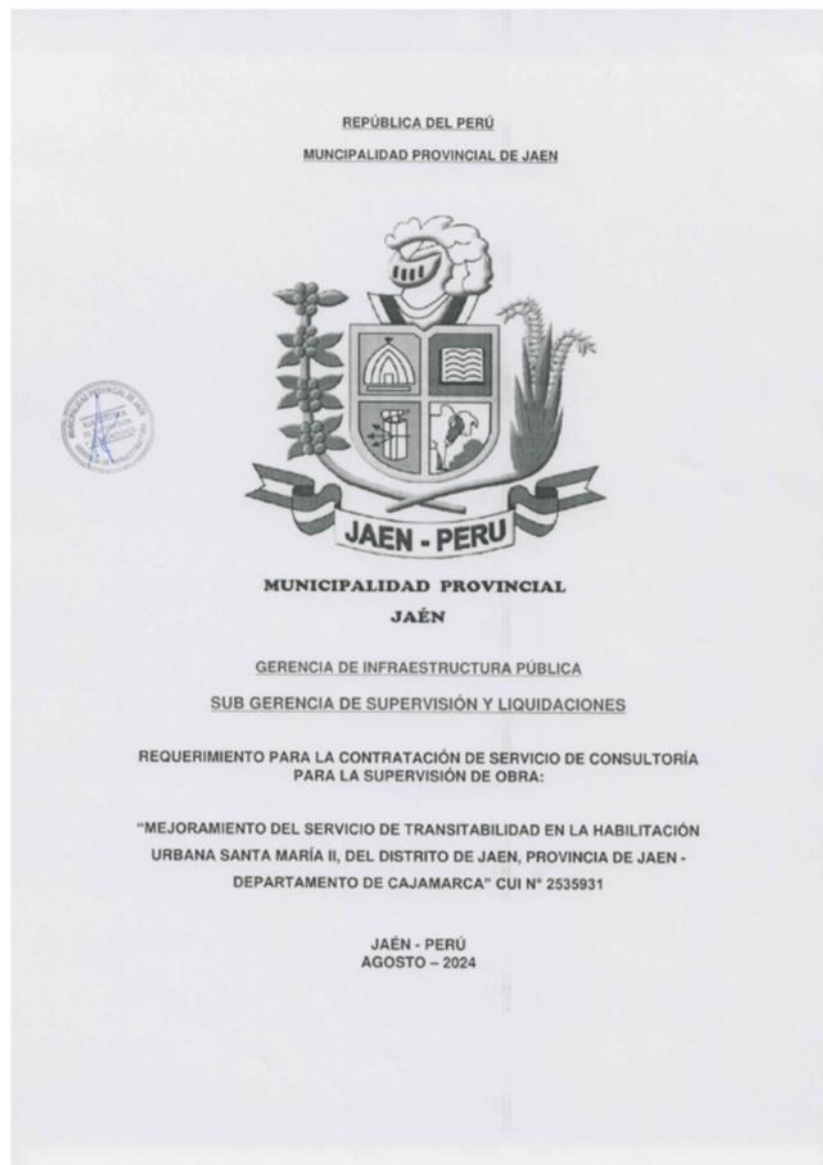 REPÚBLICA DEL PERÚ
MUNCIPALIDAD PROVINCIAL DE JAEN
JAEN - PERU
MUNICIPALIDAD PROVINCIAL
JAÉN
GERENCIA DE INFRAESTRUCTURA PÚBLICA
SUB GERENCIA DE SUPERVISIÓN Y LIQUIDACIONES
REQUERIMIENTO PARA LA CONTRATACIÓN DE SERVICIO DE CONSULTORÍA
PARA LA SUPERVISIÓN DE OBRA:
“MEJORAMIENTO DEL SERVICIO DE TRANSITABILIDAD EN LA HABILITACIÓN
URBANA SANTA MARÍA II, DEL DISTRITO DE JAEN, PROVINCIA DE JAEN -
DEPARTAMENTO DE CAJAMARCA” CUI N° 2535931
JAÉN - PERÚ
AGOSTO – 2024